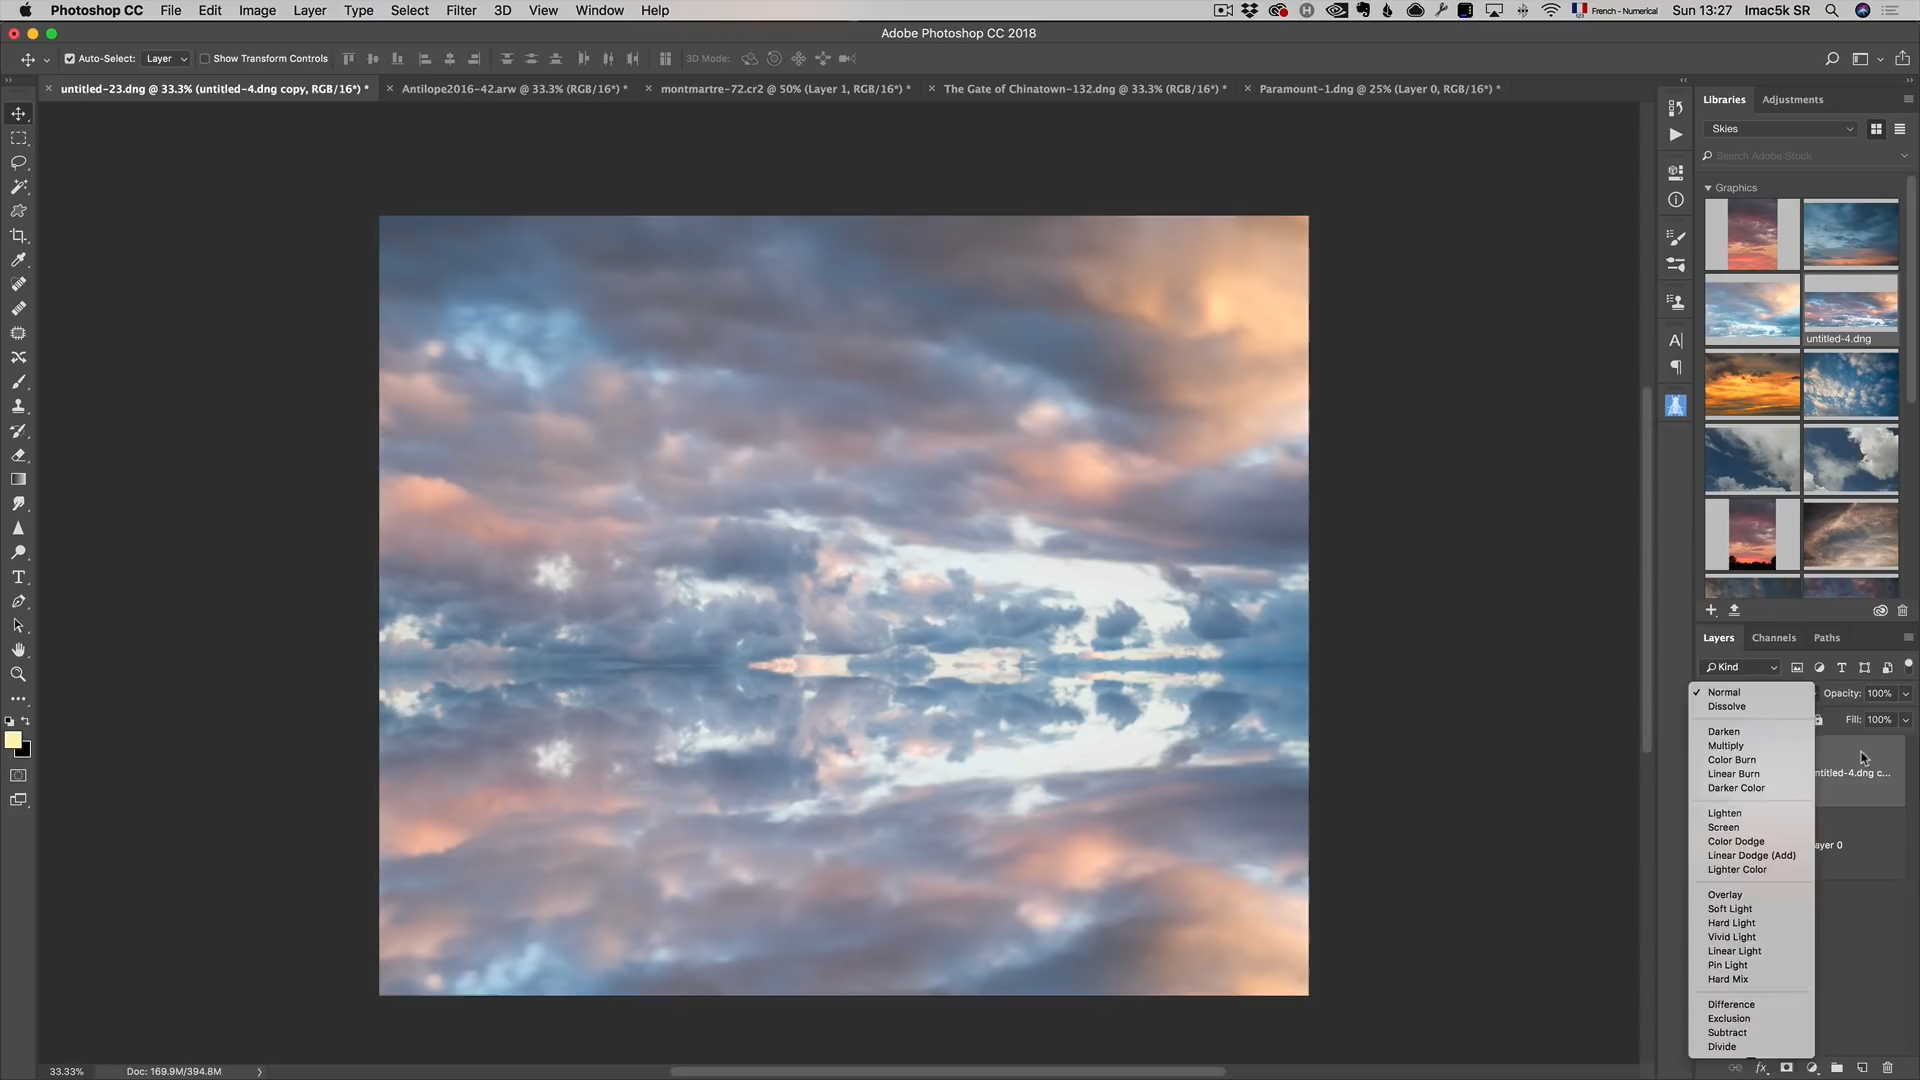 Photoshop CC File Edit Image Layer Type Select Filter 3D View Window Help French - Numerical Sun 13:27 Imac5k SR
Adobe Photoshop CC 2018
Auto-Select: Layer Show Transform Controls 3D Mode:
untitled-23.dng @ 33.3% (untitled-4.dng copy, RGB/16*) * Antilope2016-42.arw @ 33.3% (RGB/16*) * montmartre-72.cr2 @ 50% (Layer 1, RGB/16*) * The Gate of Chinatown-132.dng @ 33.3% (RGB/16*) * Paramount-1.dng @ 25% (Layer 0, RGB/16*) *
Libraries Adjustments
Skies
Search Adobe Stock
Graphics
untitled-4.dng
Layers Channels Paths
Kind
Normal Opacity: 100%
Dissolve
Fill: 100%
Darken
Multiply
Color Burn
Linear Burn ntitled-4.dng c...
Darker Color
Lighten
Screen
Color Dodge ayer 0
Linear Dodge (Add)
Lighter Color
Overlay
Soft Light
Hard Light
Vivid Light
Linear Light
Pin Light
Hard Mix
Difference
Exclusion
Subtract
Divide
33.33% Doc: 169.9M/394.8M